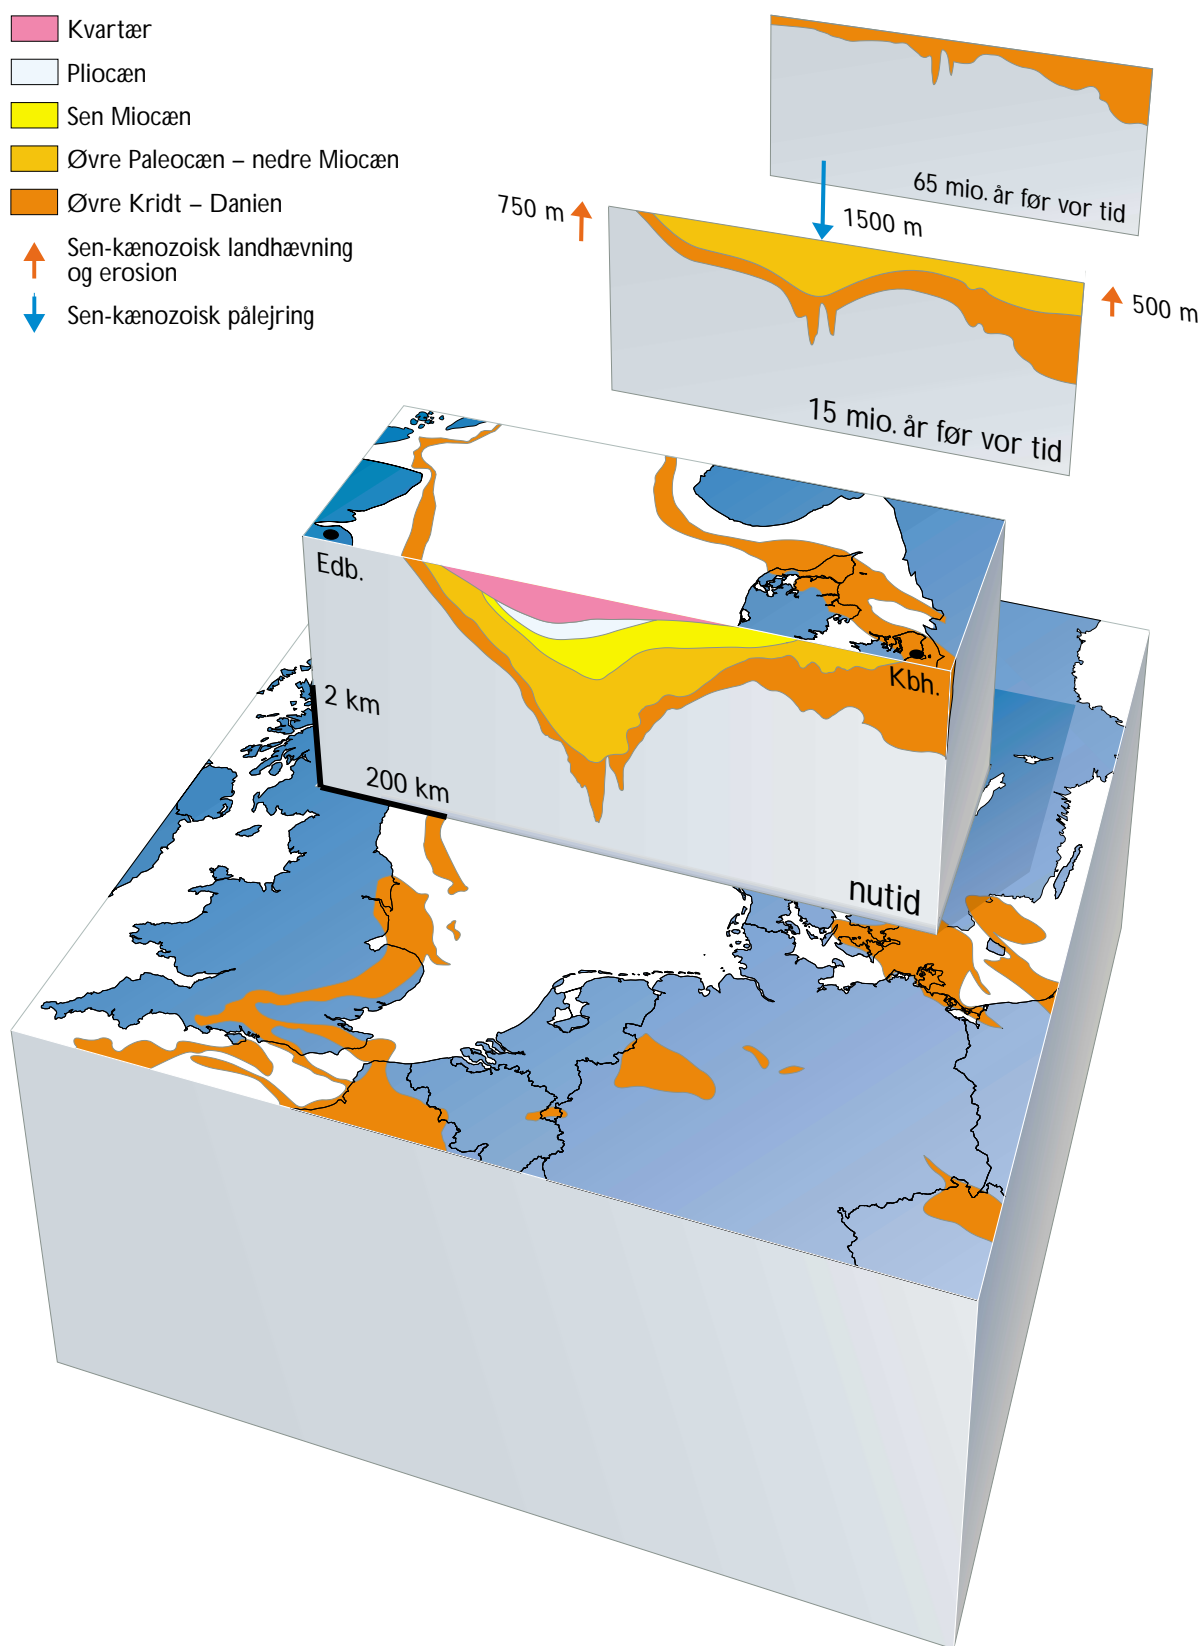 Kvartær
Pliocæn
Sen Miocæn
Øvre Paleocæn – nedre Miocæn
Øvre Kridt – Danien
Sen-kænozoisk landhævning
og erosion
Sen-kænozoisk pålejring
65 mio. år før vor tid
750 m
1500 m
500 m
15 mio. år før vor tid
Edb.
Kbh.
2 km
200 km
nutid